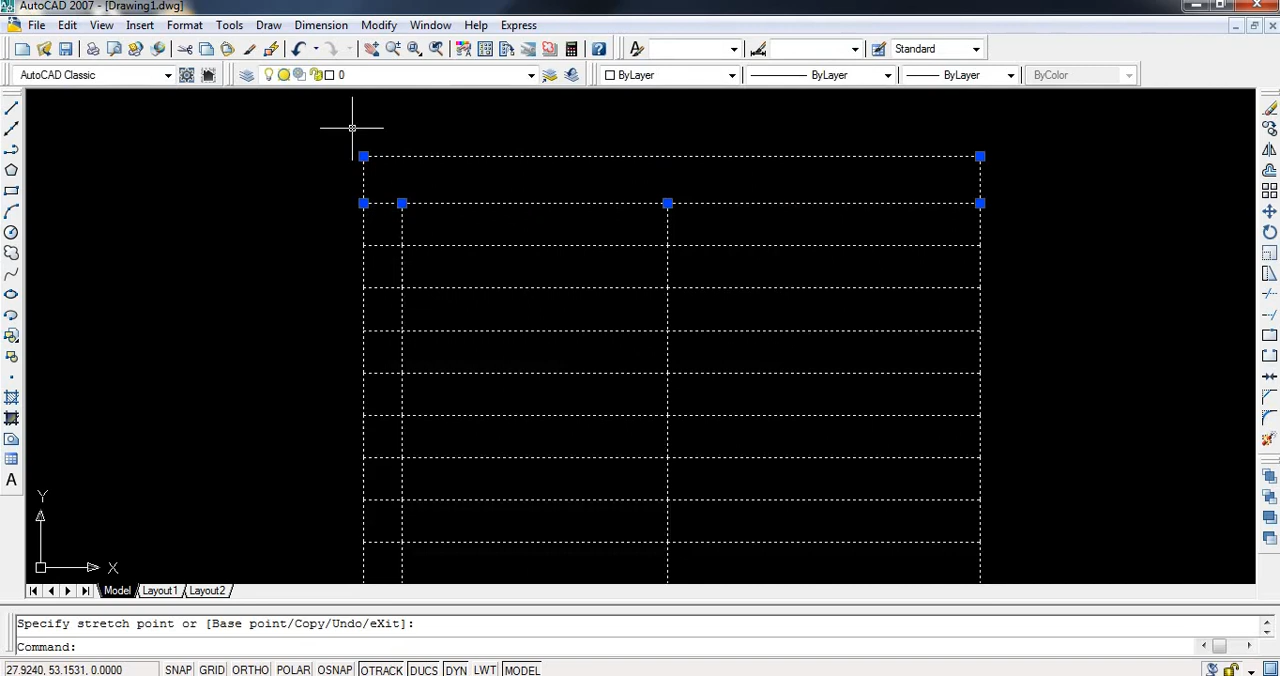 AutoCAD 2007 - [Drawing1.dwg]
File Edit View Insert Format Tools Draw Dimension Modify Window Help Express
Standard
AutoCAD Classic 0 ByLayer ByLayer ByLayer ByColor
Y
X
Model Layout1 Layout2
Specify stretch point or [Base point/Copy/Undo/eXit]:
Command:
27.9240, 53.1531, 0.0000 SNAP GRID ORTHO POLAR OSNAP OTRACK DUCS DYN LWT MODEL